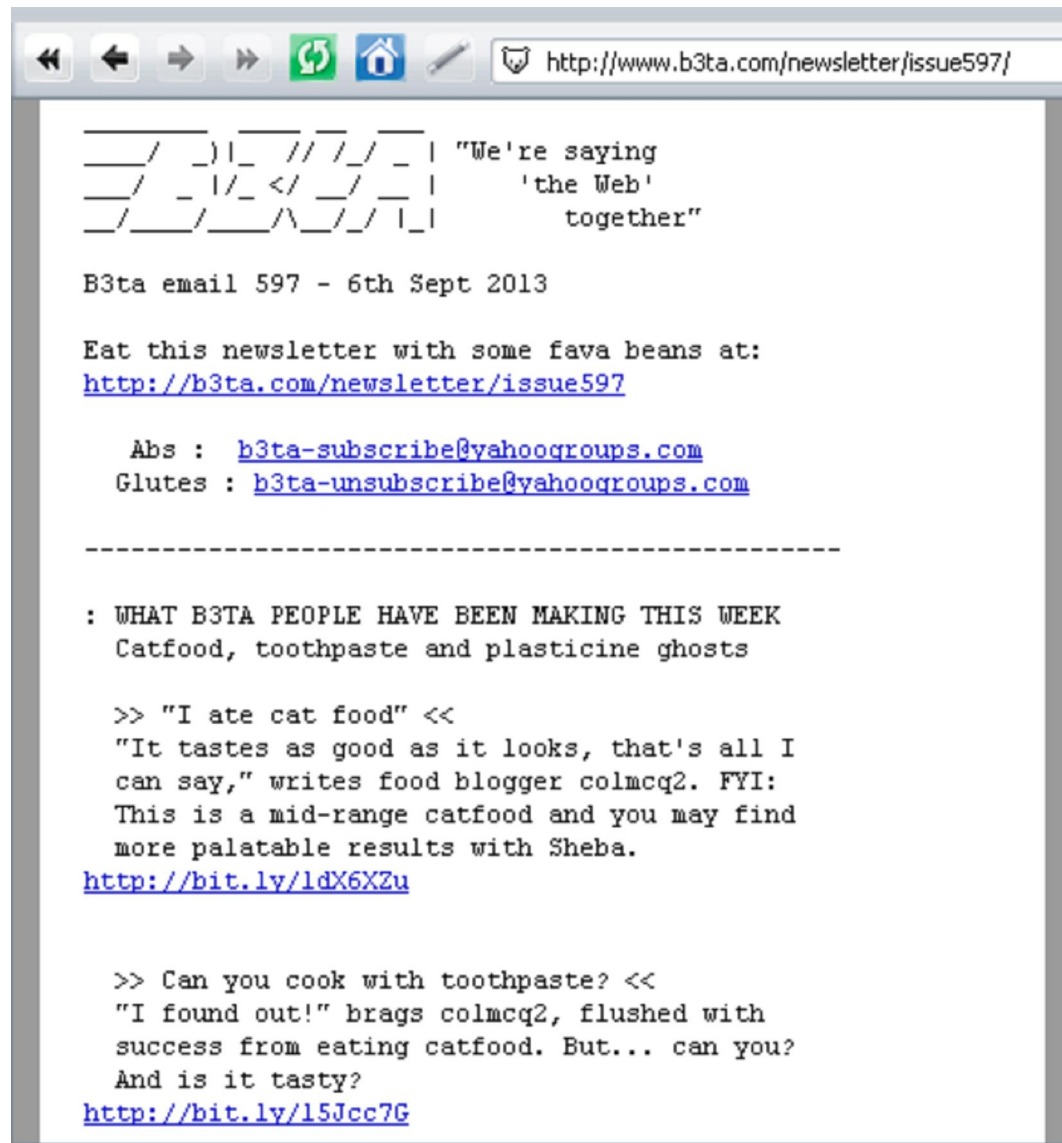 http://www.b3ta.com/newsletter/issue597/
"We're saying
'the Web'
together"
B3ta email 597 - 6th Sept 2013
Eat this newsletter with some fava beans at:
http://b3ta.com/newsletter/issue597
Abs : b3ta-subscribe@yahoogroups.com
Glutes : b3ta-unsubscribe@yahoogroups.com
-------------------------------------------------
: WHAT B3TA PEOPLE HAVE BEEN MAKING THIS WEEK
Catfood, toothpaste and plasticine ghosts
>> "I ate cat food" <<
"It tastes as good as it looks, that's all I
can say," writes food blogger colmcq2. FYI:
This is a mid-range catfood and you may find
more palatable results with Sheba.
http://bit.ly/1dX6XZu
>> Can you cook with toothpaste? <<
"I found out!" brags colmcq2, flushed with
success from eating catfood. But... can you?
And is it tasty?
http://bit.ly/15Jcc7G